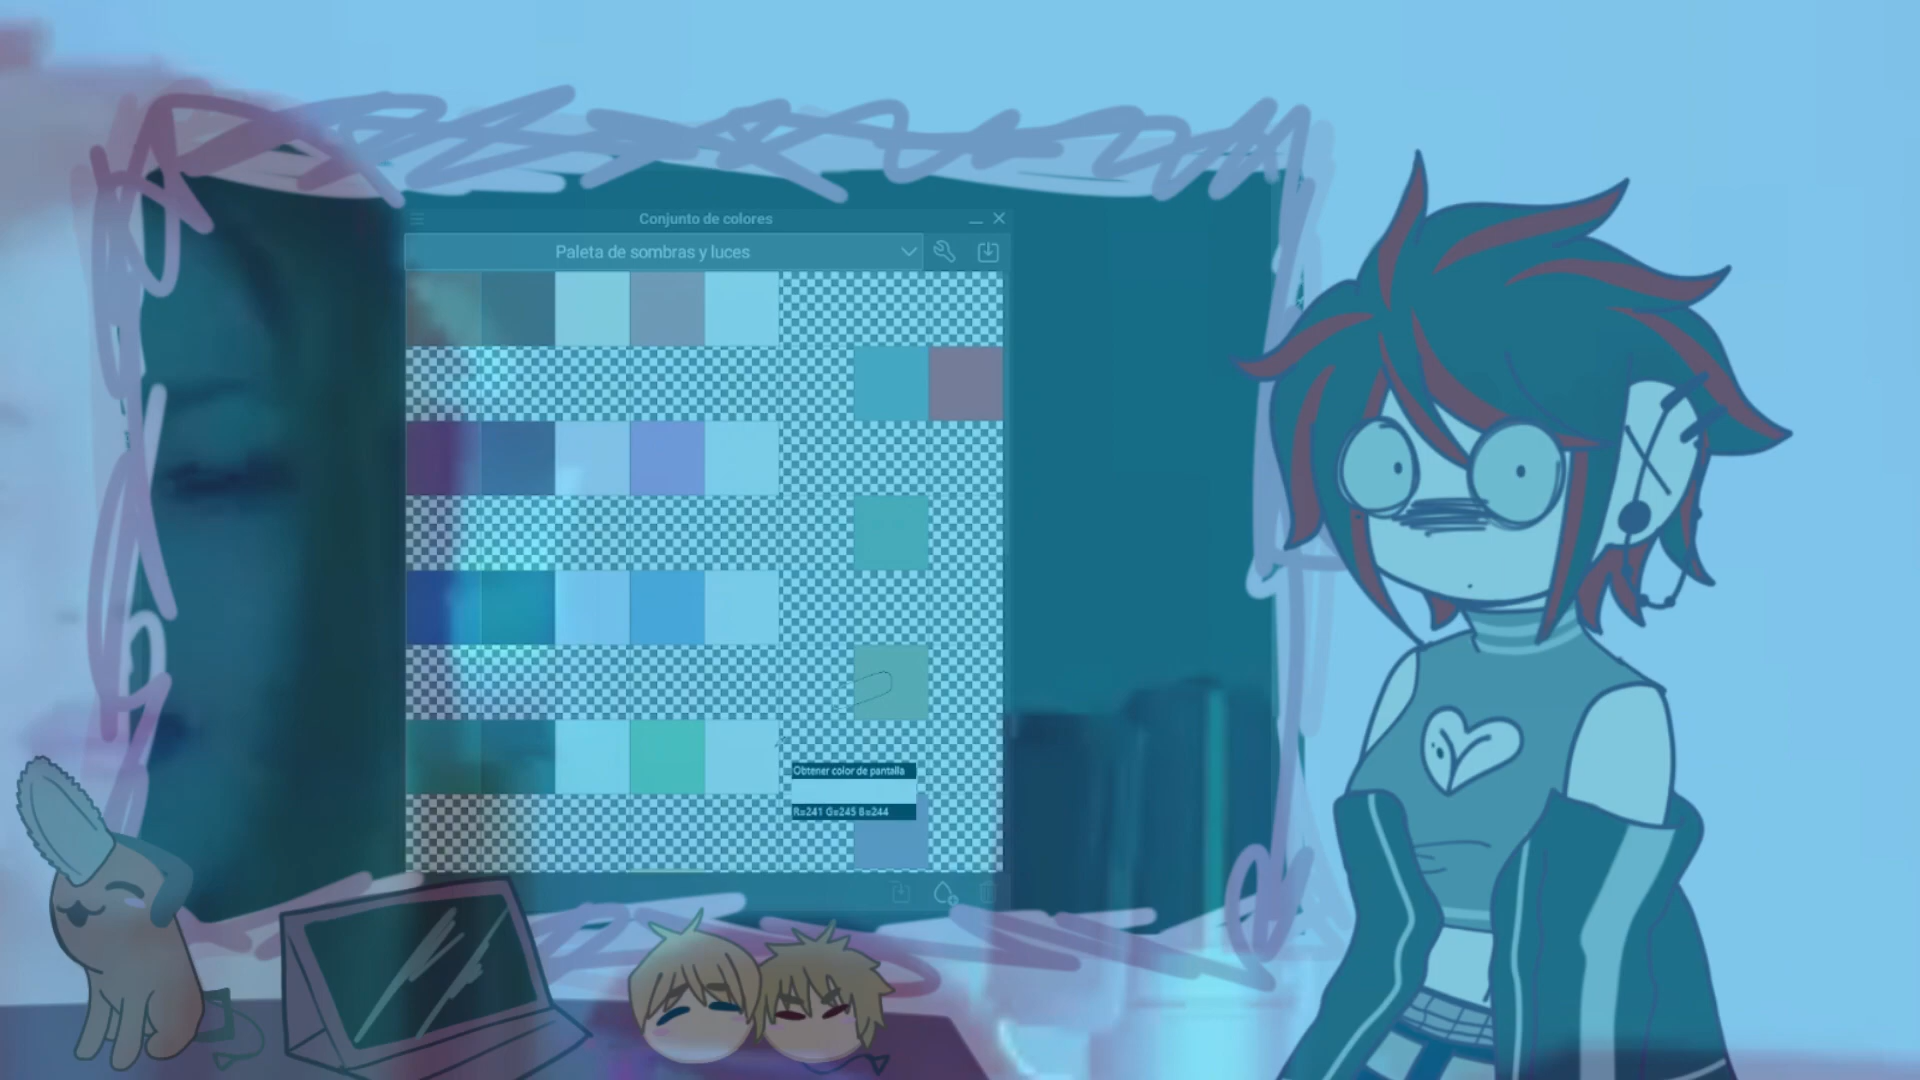 Conjunto de colores
Paleta de sombras y luces
Obtener color de pantalla
R=241 G=245 B=244